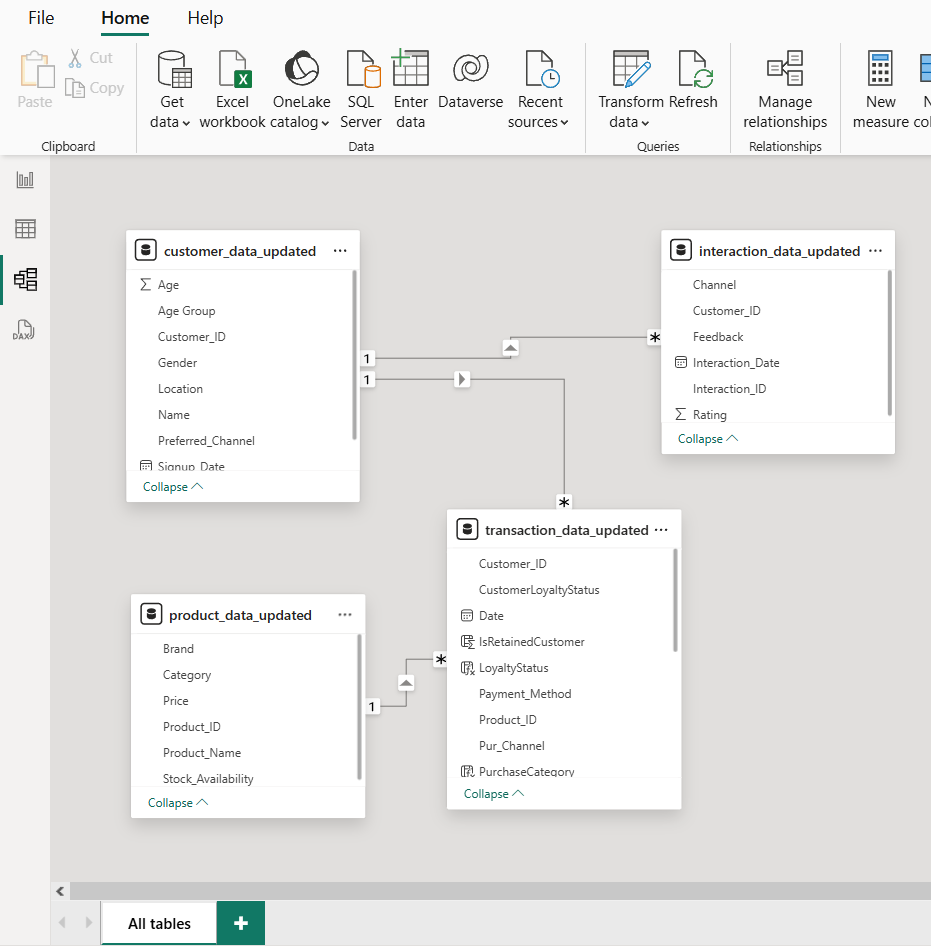 File Home Help
Paste
Cut
Copy
Clipboard
Get
data
Excel
workbook
OneLake
catalog
SQL
Server
Enter
data
Dataverse
Recent
sources
Data
Transform
data
Refresh
Queries
Manage
relationships
Relationships
New
measure
DAX
customer_data_updated ...
Σ Age
Age Group
Customer_ID
Gender
Location
Name
Preferred_Channel
Signup_Date
Collapse
1
1
*
*
interaction_data_updated ...
Channel
Customer_ID
Feedback
Interaction_Date
Interaction_ID
Σ Rating
Collapse
product_data_updated ...
Brand
Category
Price
Product_ID
Product_Name
Stock_Availability
Collapse
1
*
transaction_data_updated ...
Customer_ID
CustomerLoyaltyStatus
Date
IsRetainedCustomer
LoyaltyStatus
Payment_Method
Product_ID
Pur_Channel
PurchaseCategory
Collapse
All tables +